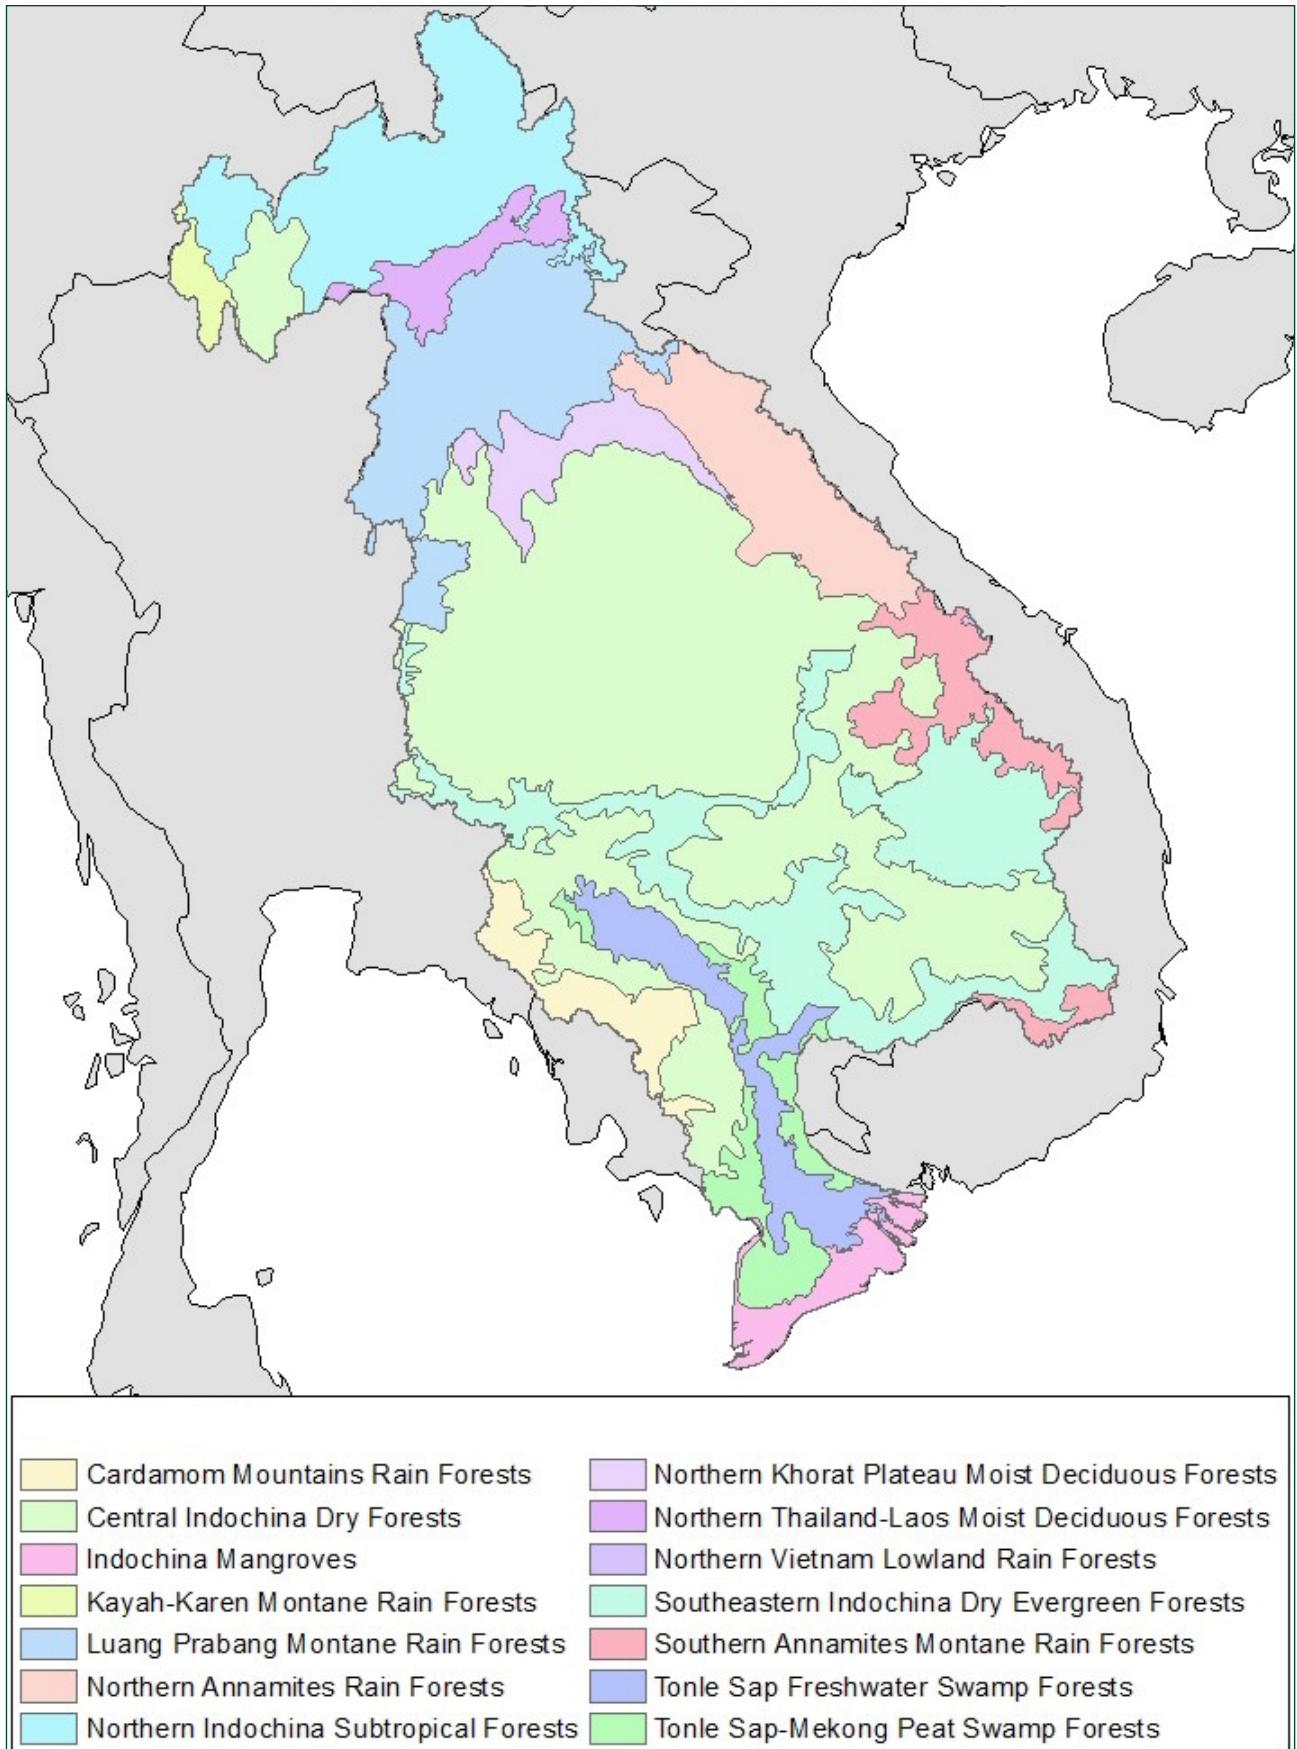 Cardamom Mountains Rain Forests
Central Indochina Dry Forests
Indochina Mangroves
Kayah-Karen Montane Rain Forests
Luang Prabang Montane Rain Forests
Northern Annamites Rain Forests
Northern Indochina Subtropical Forests
Northern Khorat Plateau Moist Deciduous Forests
Northern Thailand-Laos Moist Deciduous Forests
Northern Vietnam Lowland Rain Forests
Southeastern Indochina Dry Evergreen Forests
Southern Annamites Montane Rain Forests
Tonle Sap Freshwater Swamp Forests
Tonle Sap-Mekong Peat Swamp Forests